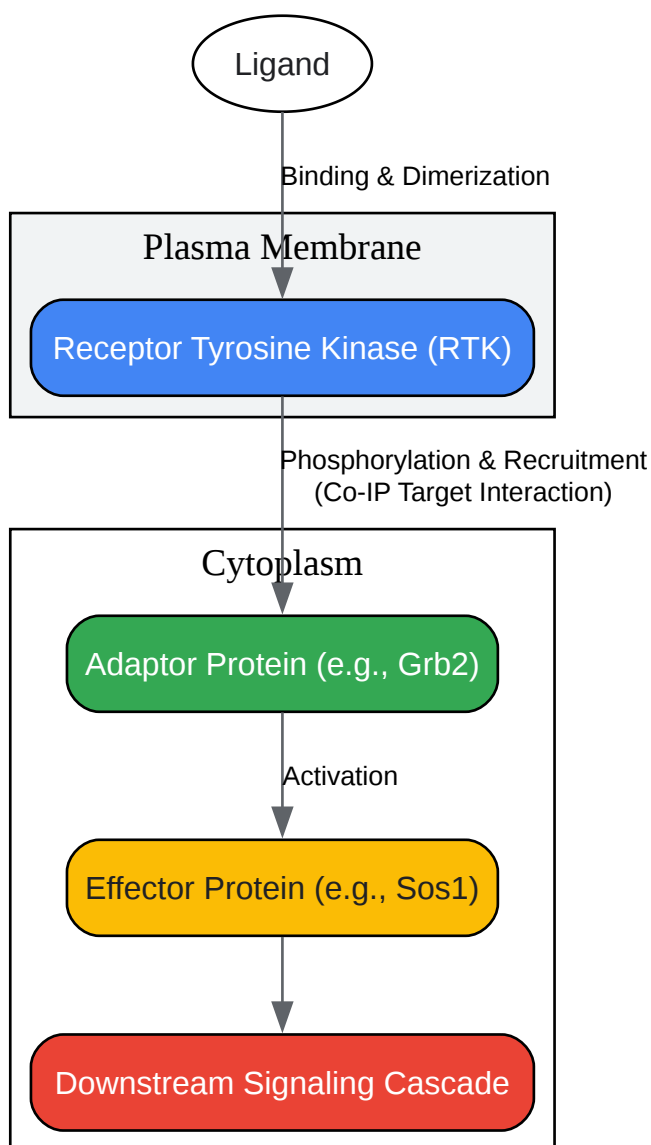 Ligand
Binding & Dimerization
Plasma Membrane
Receptor Tyrosine Kinase (RTK)
Phosphorylation & Recruitment
(Co-IP Target Interaction)
Cytoplasm
Adaptor Protein (e.g., Grb2)
Activation
Effector Protein (e.g., Sos1)
Downstream Signaling Cascade